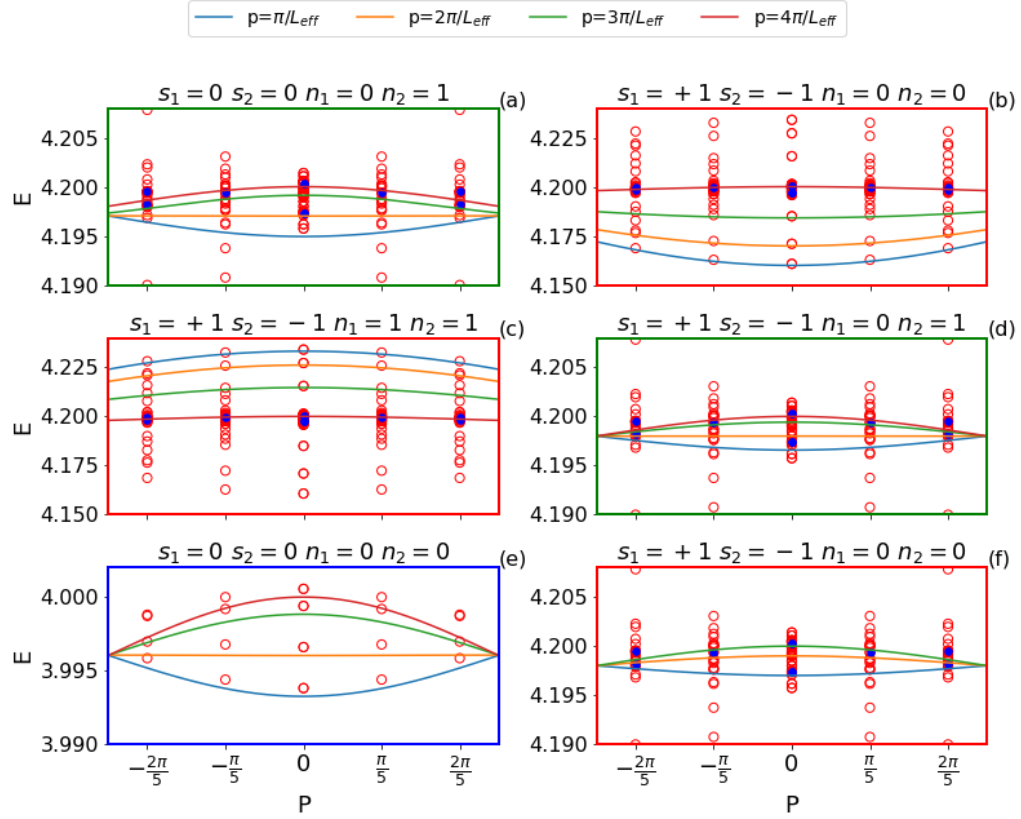 p=π/L_eff p=2π/L_eff p=3π/L_eff p=4π/L_eff
s₁ = 0 s₂ = 0 n₁ = 0 n₂ = 1 (a)
4.205
4.200
4.195
4.190
E
s₁ = +1 s₂ = −1 n₁ = 0 n₂ = 0 (b)
4.225
4.200
4.175
4.150
s₁ = +1 s₂ = −1 n₁ = 1 n₂ = 1 (c)
4.225
4.200
4.175
4.150
E
s₁ = +1 s₂ = −1 n₁ = 0 n₂ = 1 (d)
4.205
4.200
4.195
4.190
s₁ = 0 s₂ = 0 n₁ = 0 n₂ = 0 (e)
4.000
3.995
3.990
E
−2π/5 −π/5 0 π/5 2π/5
P
s₁ = +1 s₂ = −1 n₁ = 0 n₂ = 0 (f)
4.205
4.200
4.195
4.190
−2π/5 −π/5 0 π/5 2π/5
P